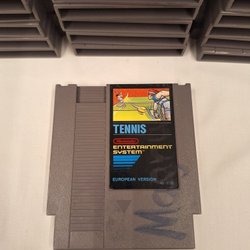 TENNIS
Nintendo
ENTERTAINMENT
SYSTEM
EUROPEAN VERSION